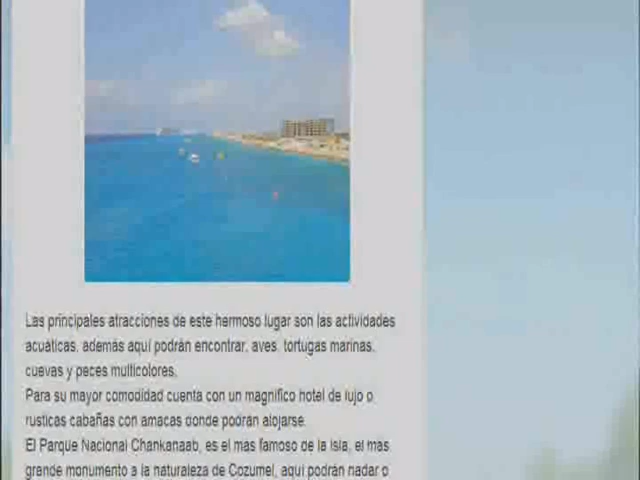 Las principales atracciones de este hermoso lugar son las actividades
acuáticas, además aquí podrán encontrar, aves, tortugas marinas,
cuevas y peces multicolores.
Para su mayor comodidad cuenta con un magnifico hotel de lujo o
rusticas cabañas con amacas donde podrán alojarse.
El Parque Nacional Chankanaab, es el mas famoso de la isla, el mas
grande monumento a la naturaleza de Cozumel, aquí podrán nadar o